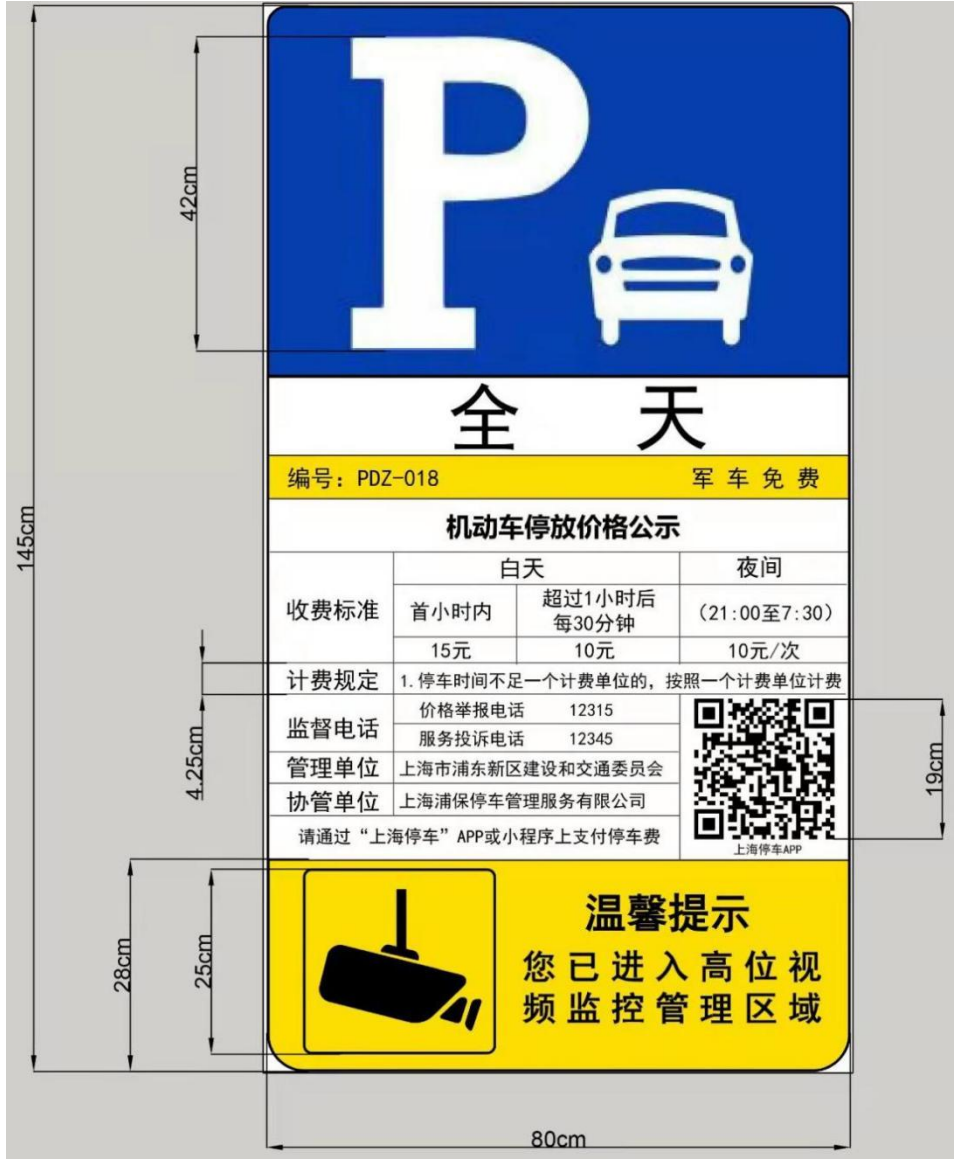 P
全 天
编号：PDZ-018 军车免费
机动车停放价格公示
收费标准 白天 夜间
首小时内 超过1小时后
每30分钟 （21:00至7:30）
15元 10元 10元/次
计费规定 1.停车时间不足一个计费单位的，按照一个计费单位计费
监督电话 价格举报电话 12315
服务投诉电话 12345
管理单位 上海市浦东新区建设和交通委员会
协管单位 上海浦保停车管理服务有限公司
请通过“上海停车”APP或小程序上支付停车费
上海停车APP
温馨提示
您已进入高位视
频监控管理区域
145cm
42cm
4.25cm
19cm
28cm
25cm
80cm